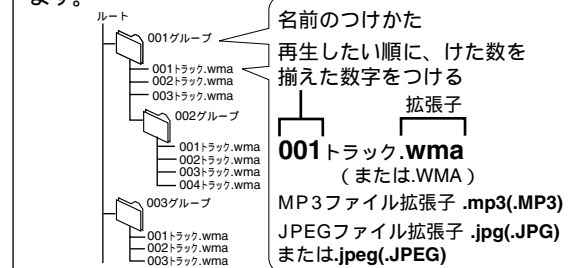 ます。
ルート
001グループ
001トラック.wma
002トラック.wma
003トラック.wma
002グループ
001トラック.wma
002トラック.wma
003トラック.wma
004トラック.wma
003グループ
001トラック.wma
002トラック.wma
003トラック.wma
名前のつけかた
再生したい順に、けた数を
揃えた数字をつける
拡張子
001トラック.wma
（または.WMA）
MP3ファイル拡張子 .mp3(.MP3)
JPEGファイル拡張子 .jpg(.JPG)
または.jpeg(.JPEG)